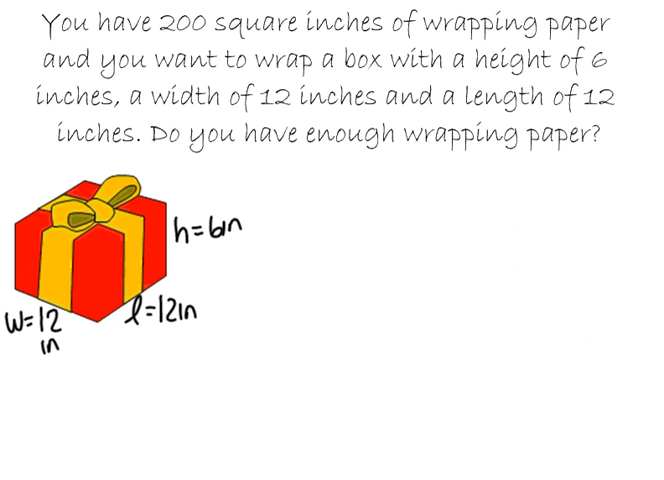 You have 200 square inches of wrapping paper
and you want to wrap a box with a height of 6
inches, a width of 12 inches and a length of 12
inches. Do you have enough wrapping paper?
h=6in
l=12in
w=12
in